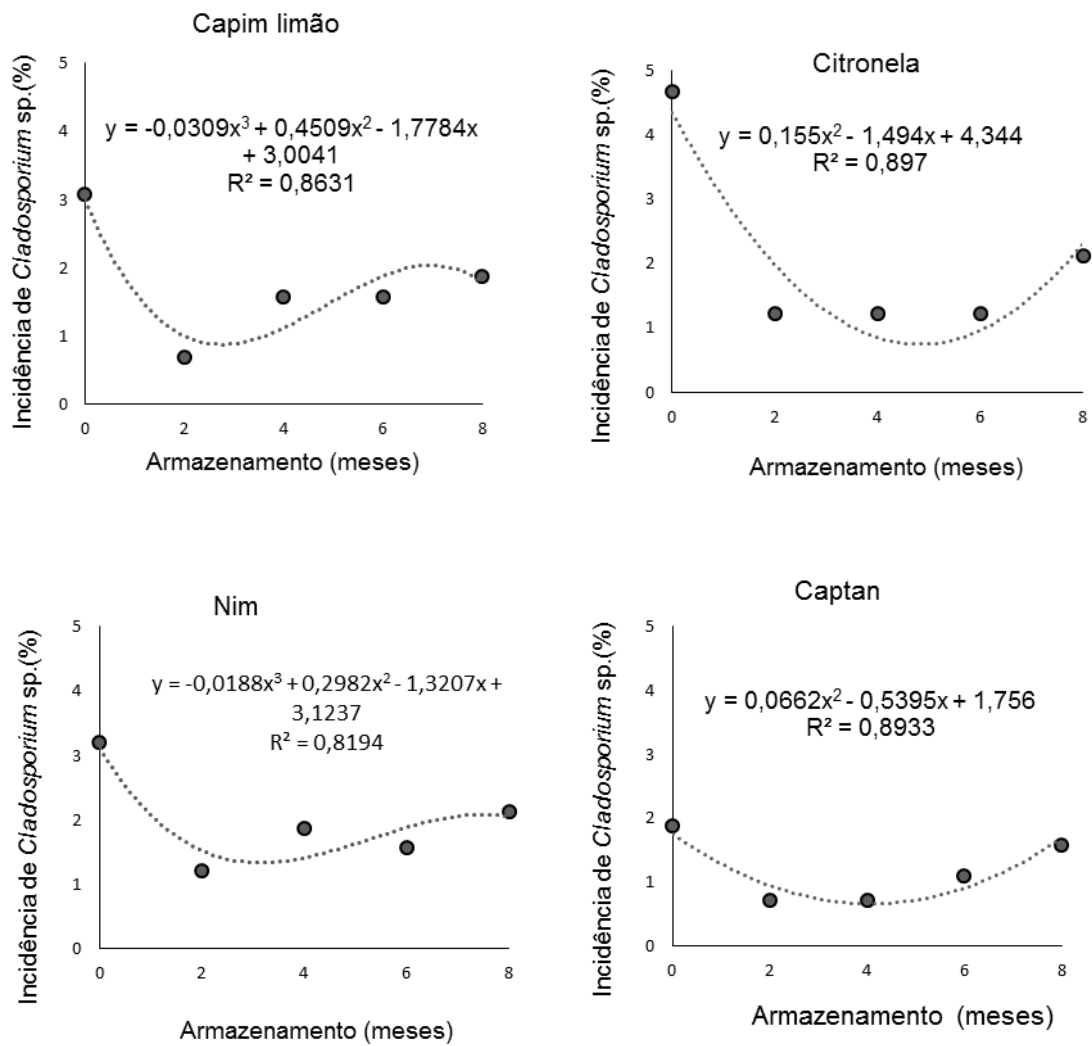 Capim limão
Incidência de Cladosporium sp.(%)
5
4
3
2
1
0
y = -0,0309x³ + 0,4509x² - 1,7784x
+ 3,0041
R² = 0,8631
0 2 4 6 8
Armazenamento (meses)
Citronela
Incidência de Cladosporium sp.(%)
5
4
3
2
1
0
y = 0,155x² - 1,494x + 4,344
R² = 0,897
0 2 4 6 8
Armazenamento (meses)
Nim
Incidência de Cladosporium sp.(%)
5
4
3
2
1
0
y = -0,0188x³ + 0,2982x² - 1,3207x +
3,1237
R² = 0,8194
0 2 4 6 8
Armazenamento (meses)
Captan
Incidência de Cladosporium sp.(%)
5
4
3
2
1
0
y = 0,0662x² - 0,5395x + 1,756
R² = 0,8933
0 2 4 6 8
Armazenamento (meses)